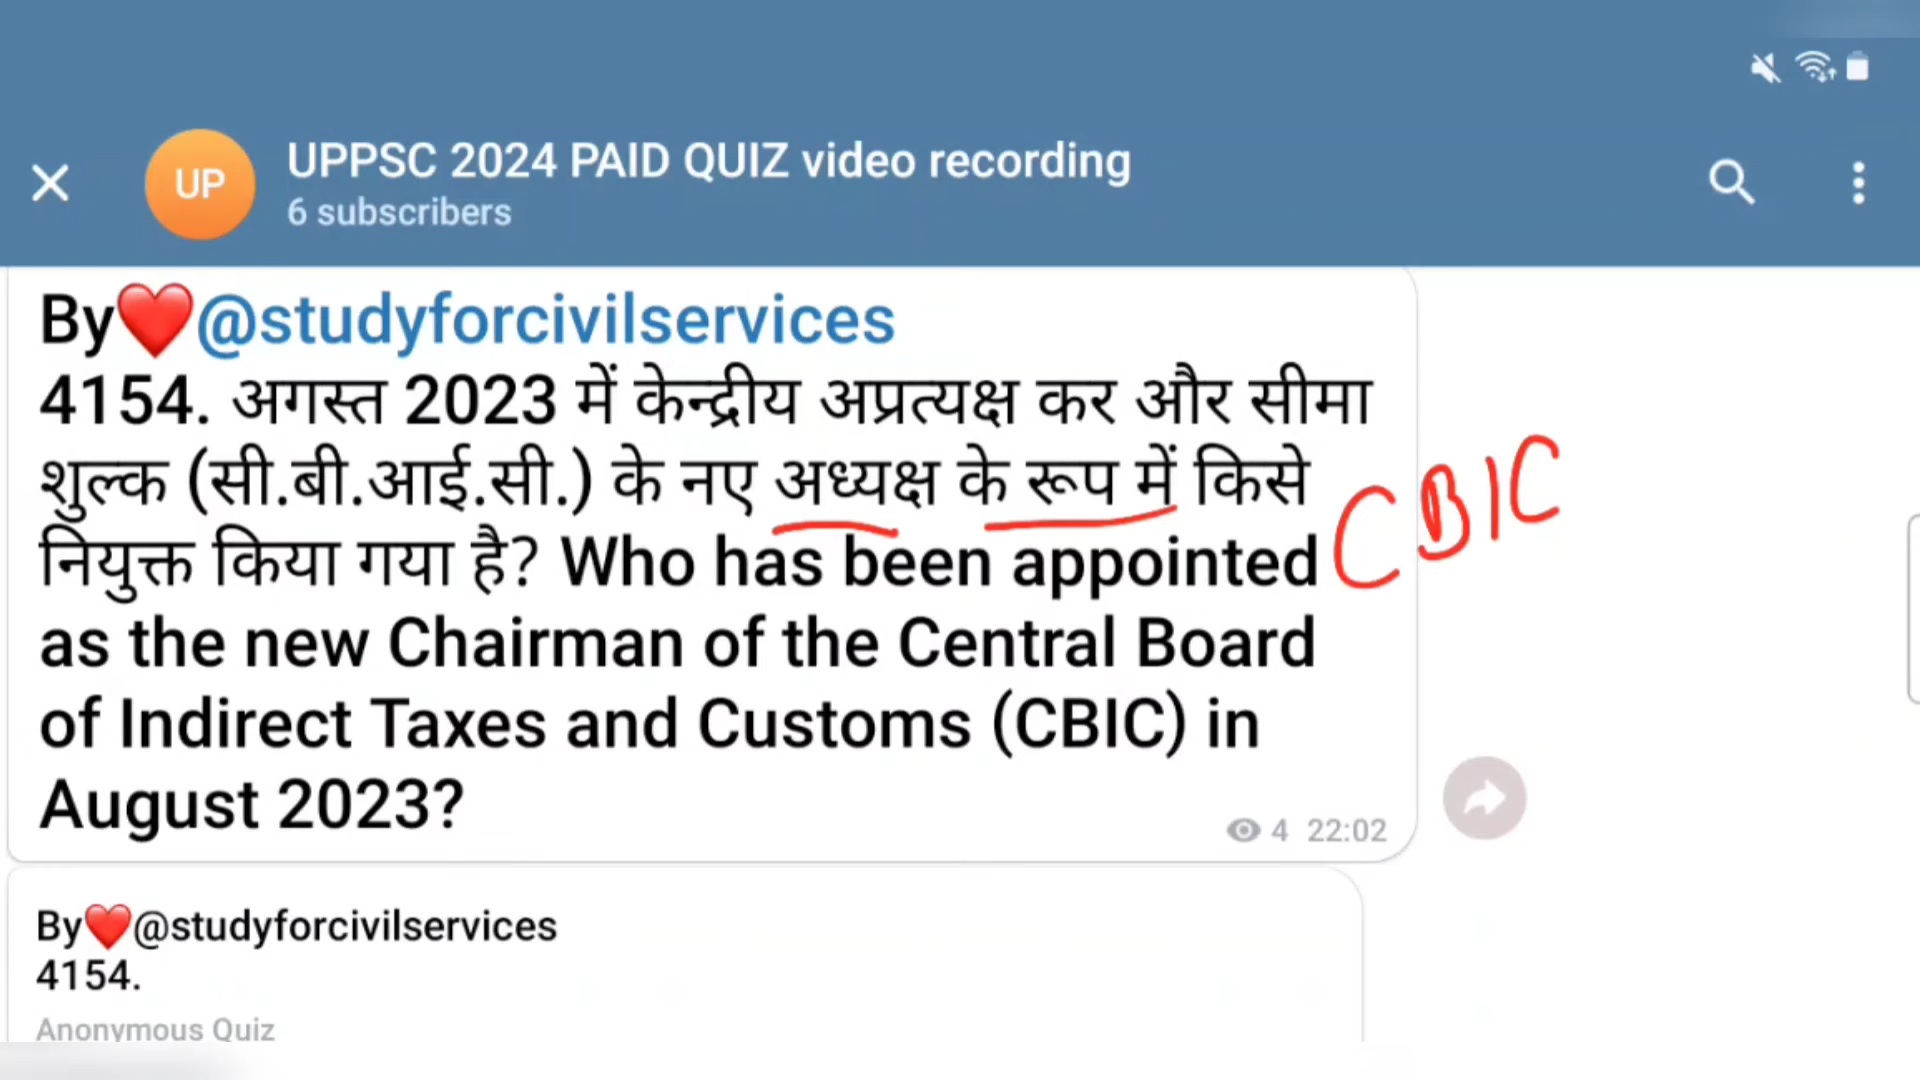 UPPSC 2024 PAID QUIZ video recording
UP
6 subscribers
By❤️@studyforcivilservices
4154. अगस्त 2023 में केन्द्रीय अप्रत्यक्ष कर और सीमा
शुल्क (सी.बी.आई.सी.) के नए अध्यक्ष के रूप में किसे
CBIC
नियुक्त किया गया है? Who has been appointed
as the new Chairman of the Central Board
of Indirect Taxes and Customs (CBIC) in
August 2023?
4 22:02
By❤️@studyforcivilservices
4154.
Anonymous Quiz